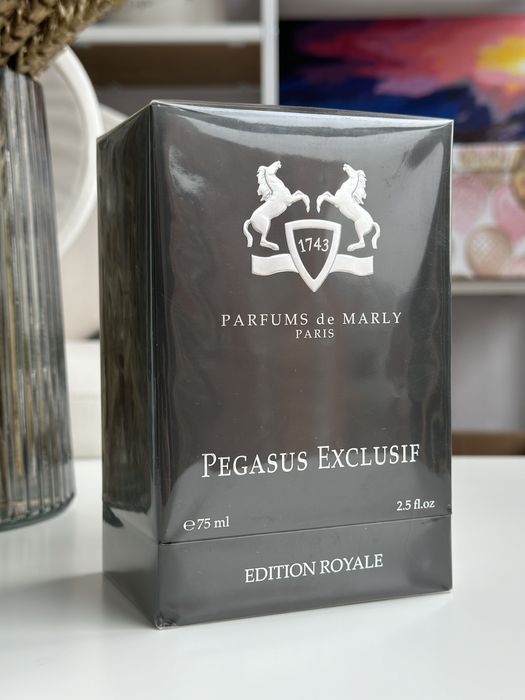 1743
PARFUMS de MARLY
PARIS
PEGASUS EXCLUSIF
℮ 75 ml 2.5 fl.oz
EDITION ROYALE